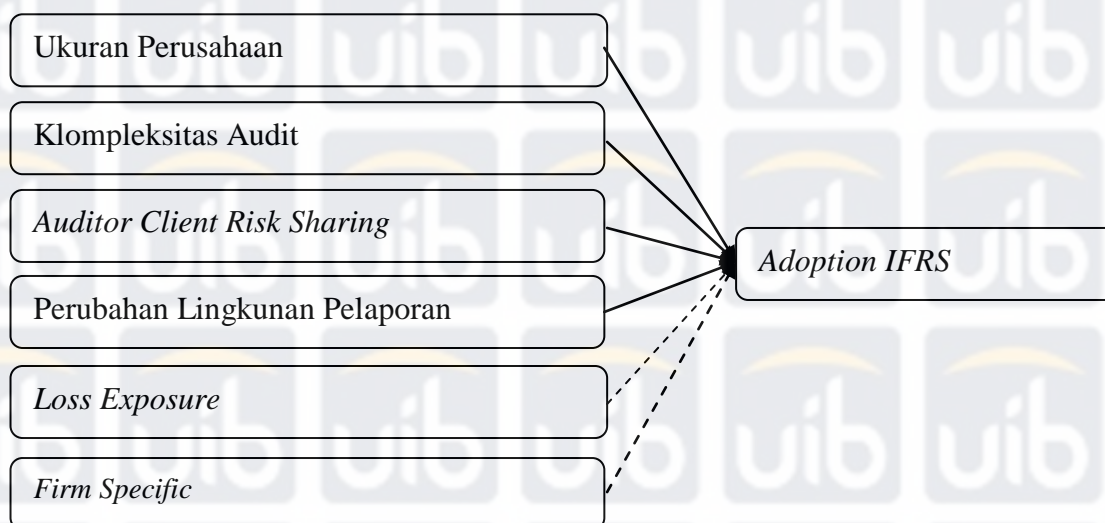 Ukuran Perusahaan
Klompleksitas Audit
Auditor Client Risk Sharing
Adoption IFRS
Perubahan Lingkunan Pelaporan
Loss Exposure
Firm Specific